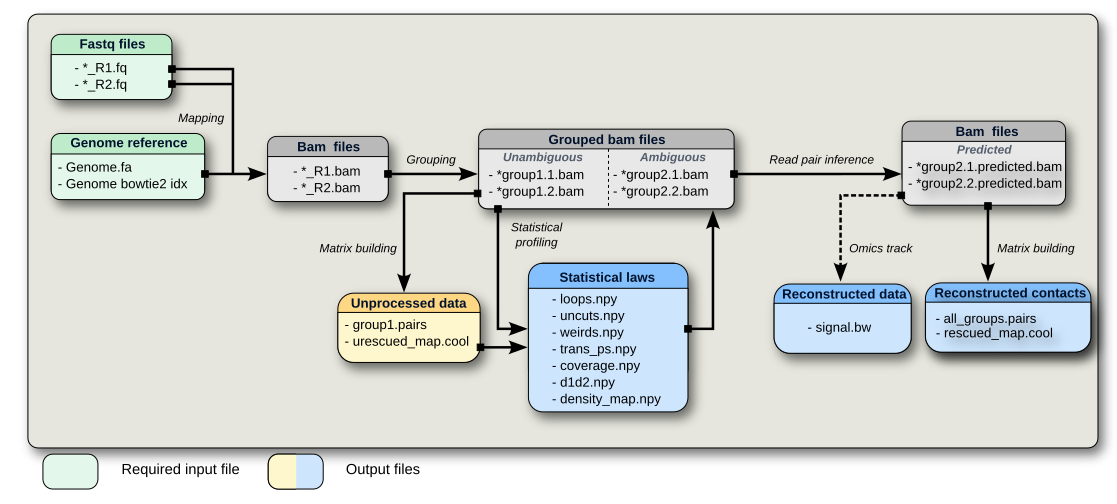 Fastq files
- *_R1.fq
- *_R2.fq
Mapping
Genome reference
- Genome.fa
- Genome bowtie2 idx
Bam files
- *_R1.bam
- *_R2.bam
Grouping
Grouped bam files
Unambiguous
- *group1.1.bam
- *group1.2.bam
Ambiguous
- *group2.1.bam
- *group2.2.bam
Read pair inference
Bam files
Predicted
- *group2.1.predicted.bam
- *group2.2.predicted.bam
Matrix building
Statistical
profiling
Omics track
Matrix building
Unprocessed data
- group1.pairs
- urescued_map.cool
Statistical laws
- loops.npy
- uncuts.npy
- weirds.npy
- trans_ps.npy
- coverage.npy
- d1d2.npy
- density_map.npy
Reconstructed data
- signal.bw
Reconstructed contacts
- all_groups.pairs
- rescued_map.cool
Required input file
Output files